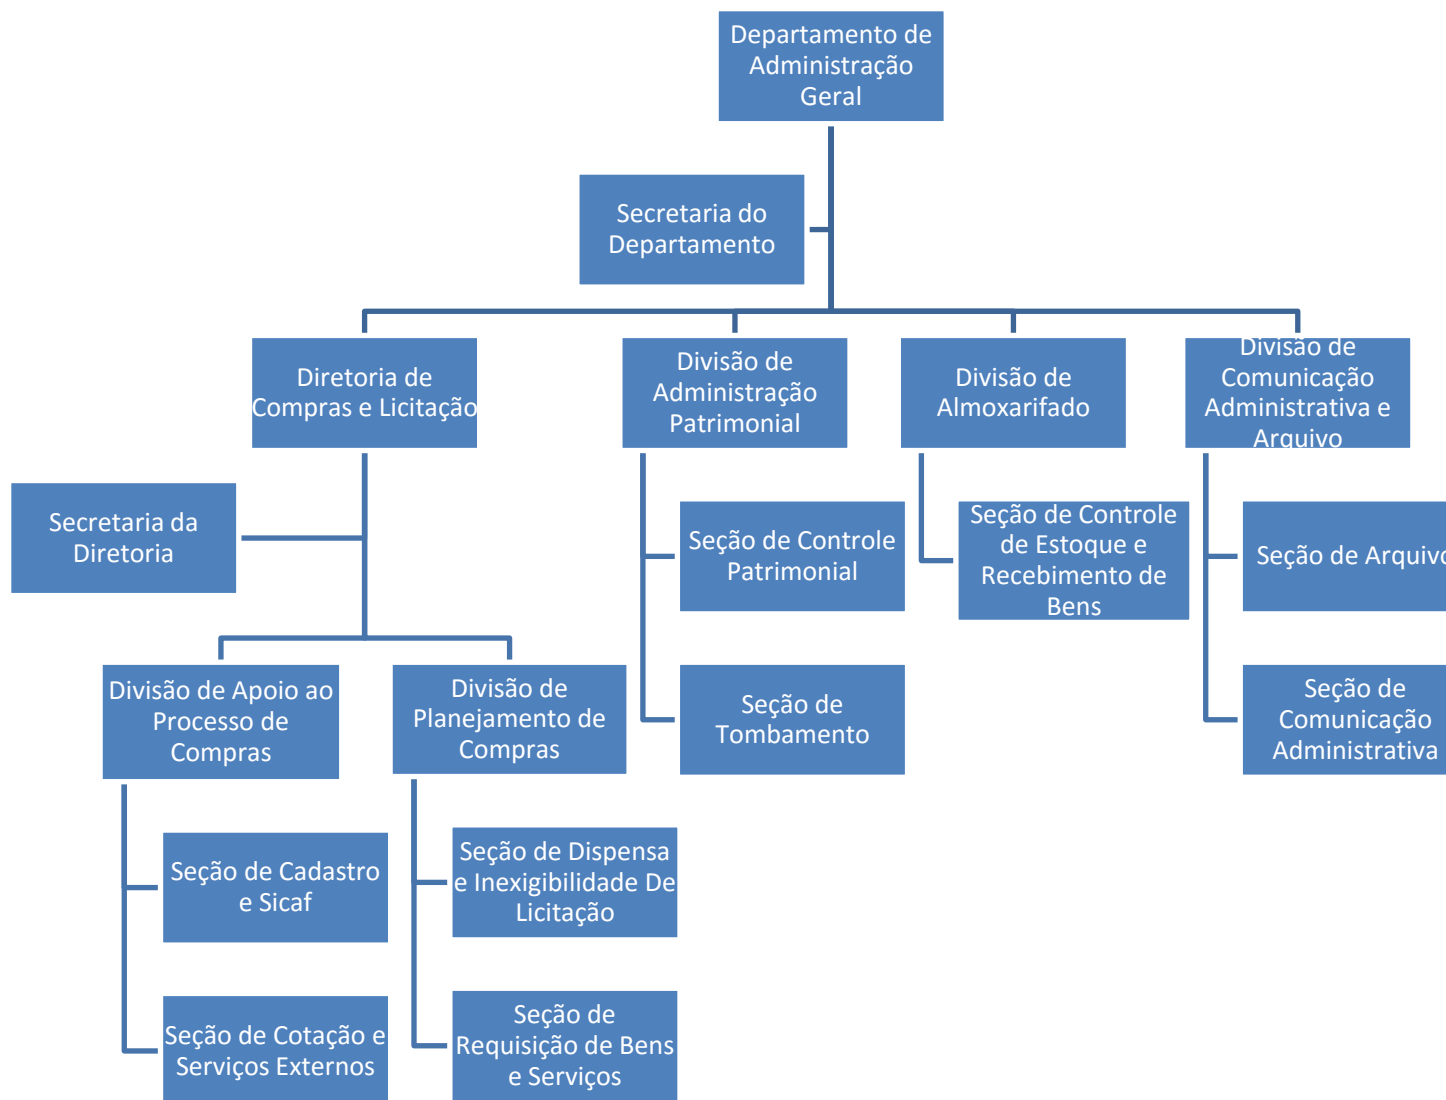 Departamento de
Administração
Geral
Secretaria do
Departamento
Diretoria de
Compras e Licitação
Divisão de
Administração
Patrimonial
Divisão de
Almoxarifado
Divisão de
Comunicação
Administrativa e
Arquivo
Secretaria da
Diretoria
Seção de Controle
Patrimonial
Seção de Controle
de Estoque e
Recebimento de
Bens
Seção de Arquivo
Divisão de Apoio ao
Processo de
Compras
Divisão de
Planejamento de
Compras
Seção de
Tombamento
Seção de
Comunicação
Administrativa
Seção de Cadastro
e Sicaf
Seção de Dispensa
e Inexigibilidade De
Licitação
Seção de Cotação e
Serviços Externos
Seção de
Requisição de Bens
e Serviços